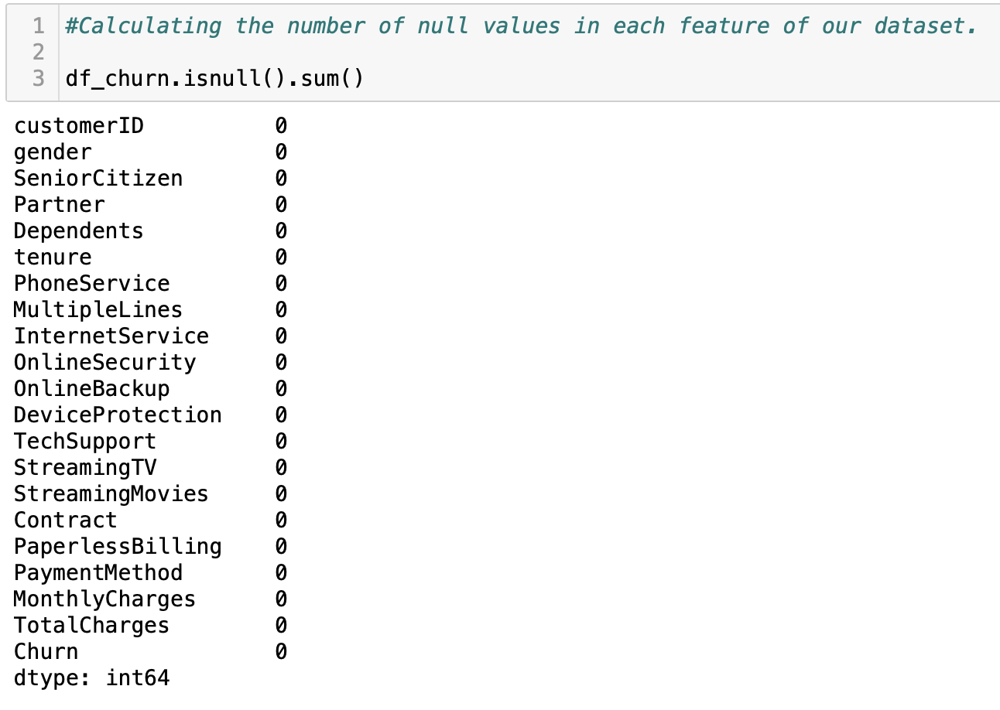 1 #Calculating the number of null values in each feature of our dataset.
2
3 df_churn.isnull().sum()
customerID 0
gender 0
SeniorCitizen 0
Partner 0
Dependents 0
tenure 0
PhoneService 0
MultipleLines 0
InternetService 0
OnlineSecurity 0
OnlineBackup 0
DeviceProtection 0
TechSupport 0
StreamingTV 0
StreamingMovies 0
Contract 0
PaperlessBilling 0
PaymentMethod 0
MonthlyCharges 0
TotalCharges 0
Churn 0
dtype: int64